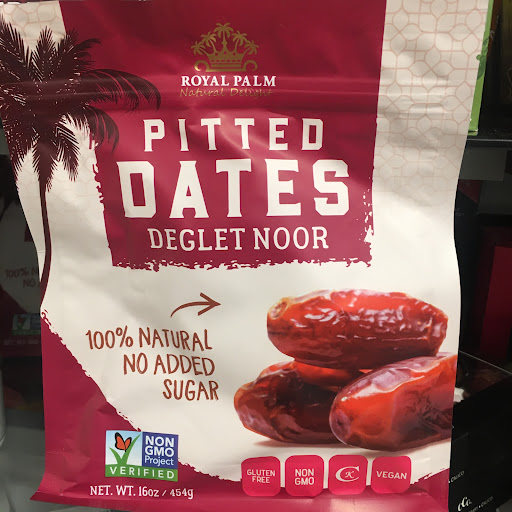 ROYAL PALM
Natural Delight
PITTED
DATES
DEGLET NOOR
100% NATURAL
NO ADDED
SUGAR
NON
GMO
Project
VERIFIED
GLUTEN
FREE
NON
GMO
K
VEGAN
NET. WT. 16oz / 454g